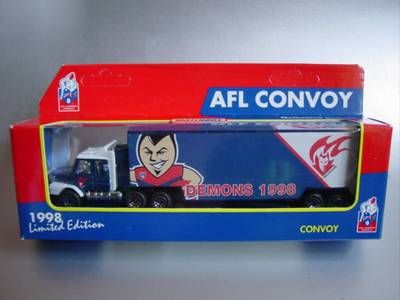 AFL CONVOY
DEMONS 1998
1998
Limited Edition
CONVOY